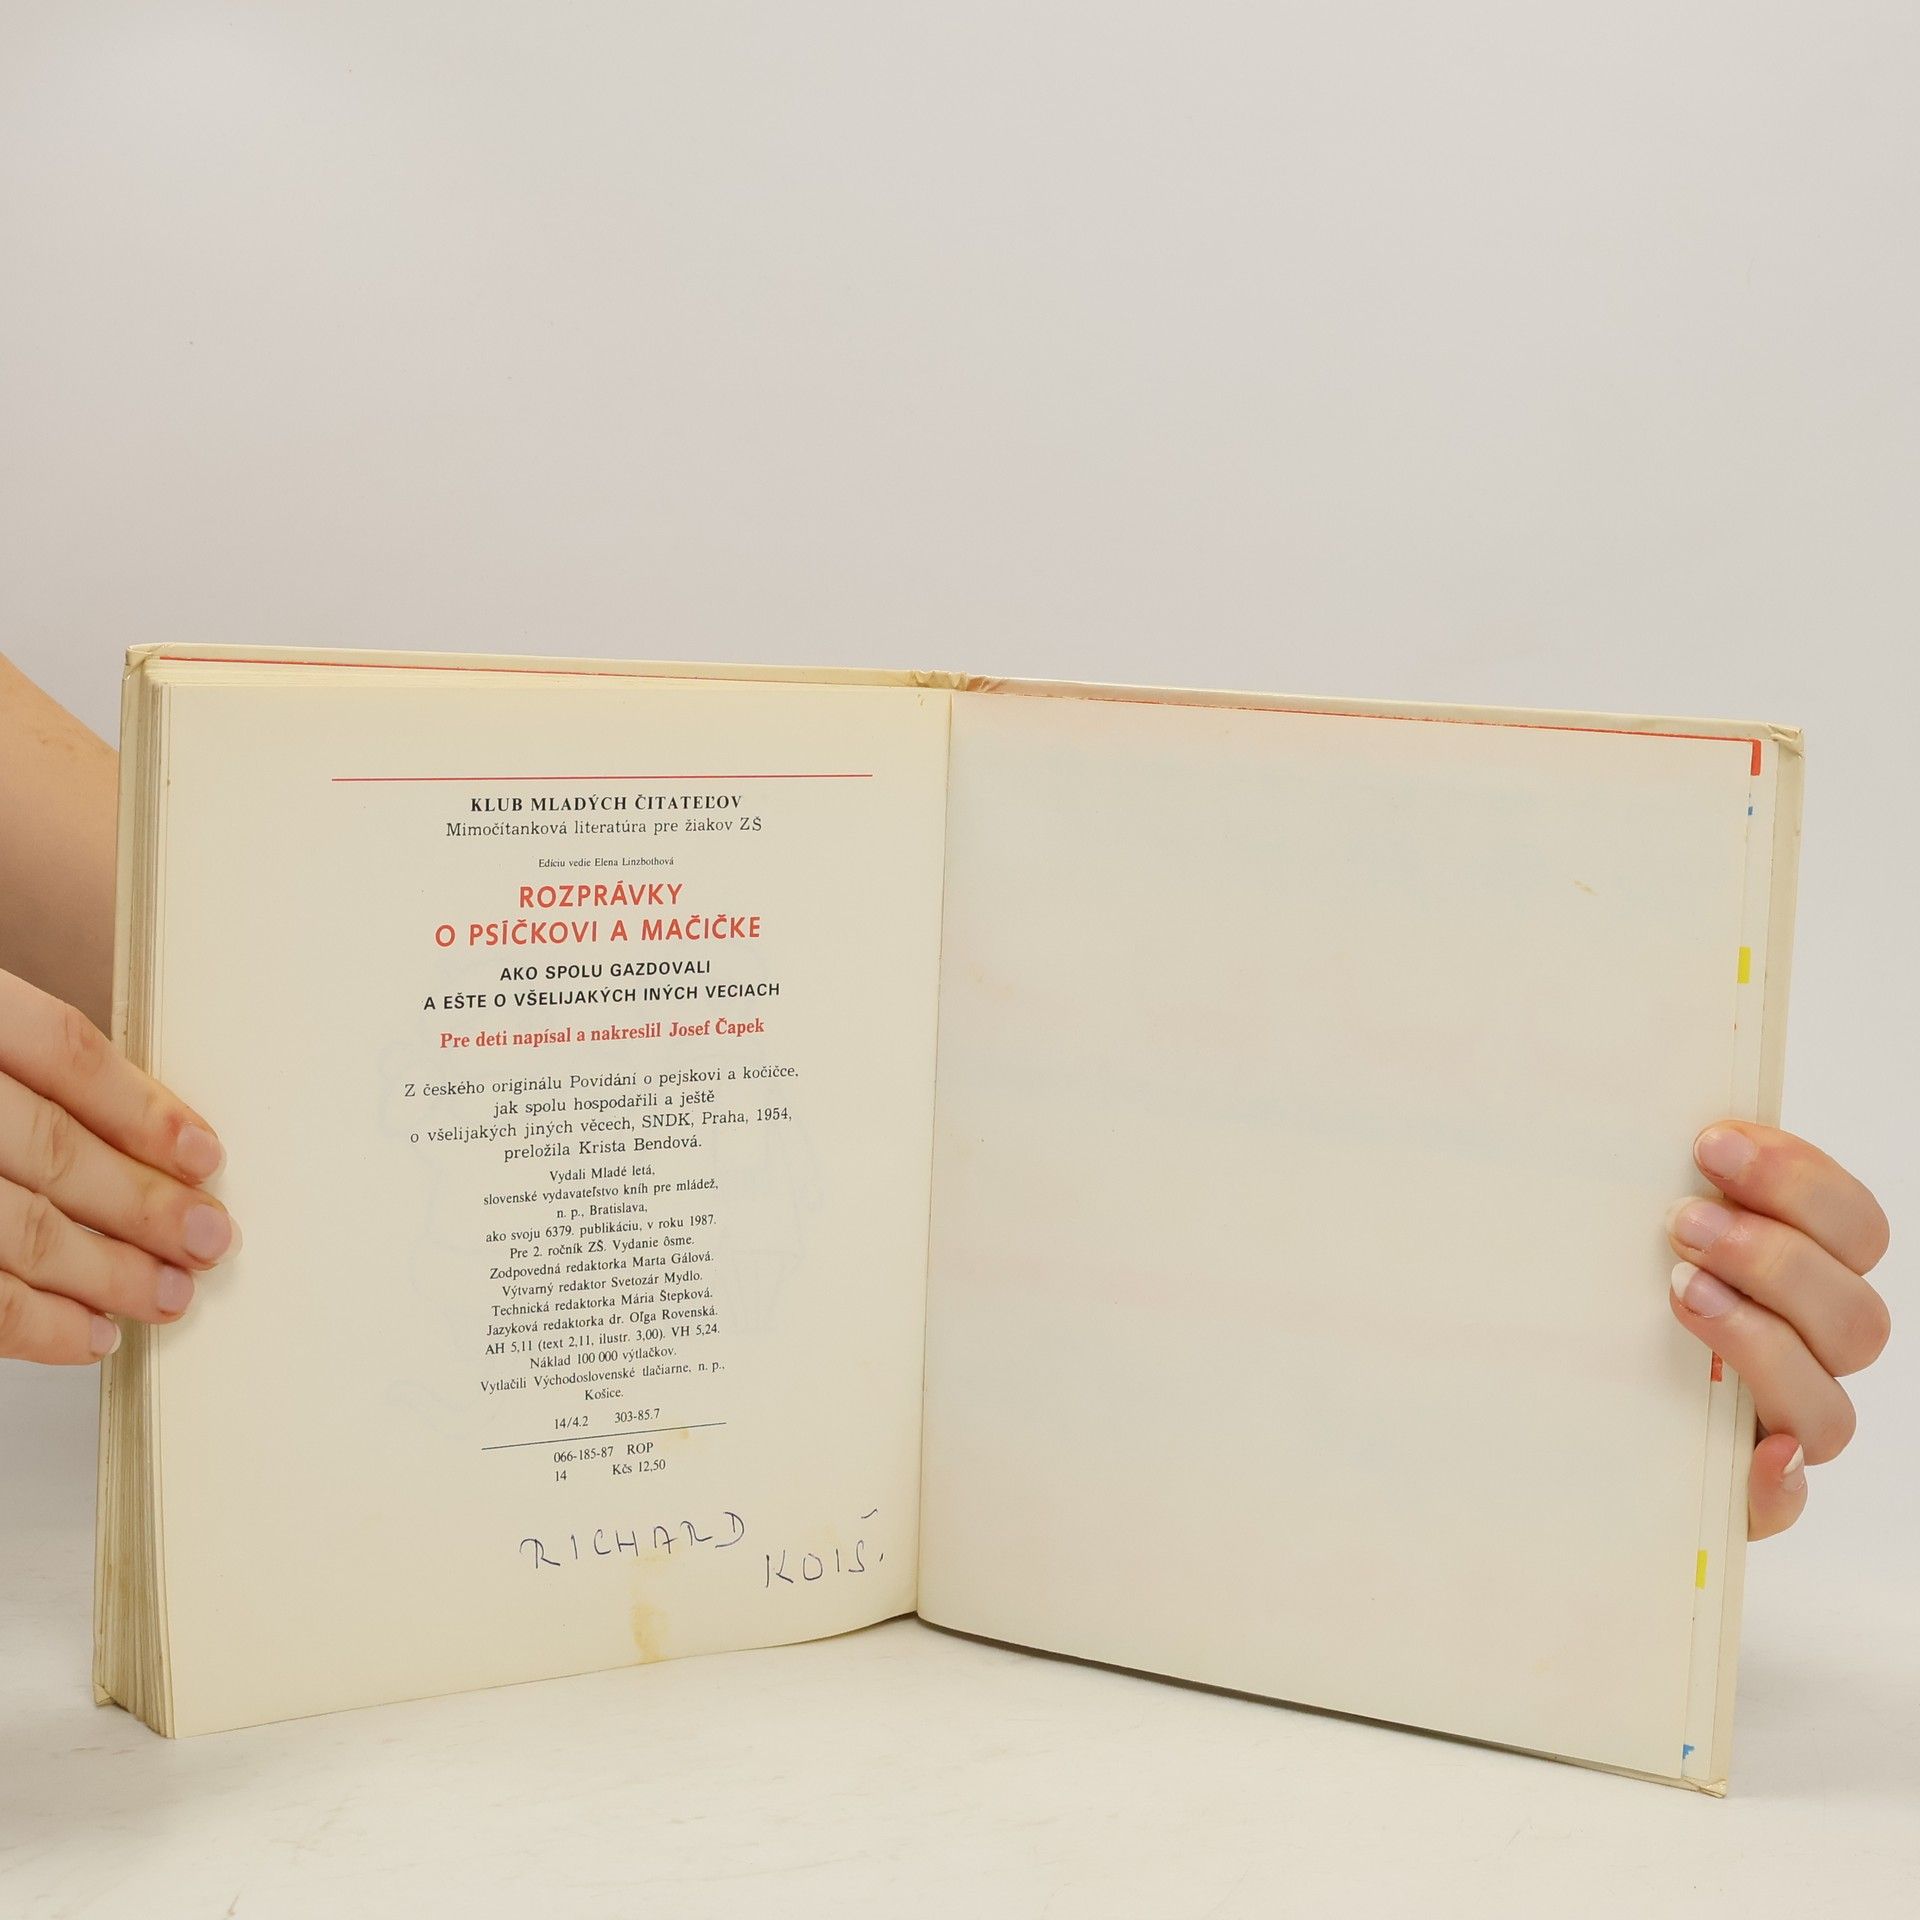 KLUB MLADÝCH ČITATEĽOV
Mimočítanková literatúra pre žiakov ZŠ
Edíciu vedie Elena Linzbothová
ROZPRÁVKY
O PSÍČKOVI A MAČIČKE
AKO SPOLU GAZDOVALI
A EŠTE O VŠELIJAKÝCH INÝCH VECIACH
Pre deti napísal a nakreslil Josef Čapek
Z českého originálu Povídání o pejskovi a kočičce,
jak spolu hospodařili a ještě
o všelijakých jiných věcech, SNDK, Praha, 1954,
preložila Krista Bendová.
Vydali Mladé letá,
slovenské vydavateľstvo kníh pre mládež,
n. p., Bratislava,
ako svoju 6379. publikáciu, v roku 1987.
Pre 2. ročník ZŠ. Vydanie ôsme.
Zodpovedná redaktorka Marta Gálová.
Výtvarný redaktor Svetozár Mydlo.
Technická redaktorka Mária Štepková.
Jazyková redaktorka dr. Oľga Rovenská.
AH 5,11 (text 2,11, ilustr. 3,00). VH 5,24.
Náklad 100 000 výtlačkov.
Vytlačili Východoslovenské tlačiarne, n. p.,
Košice.
14/4.2 303-85.7
066-185-87 ROP
14 Kčs 12,50
RICHARD
KOIŠ.